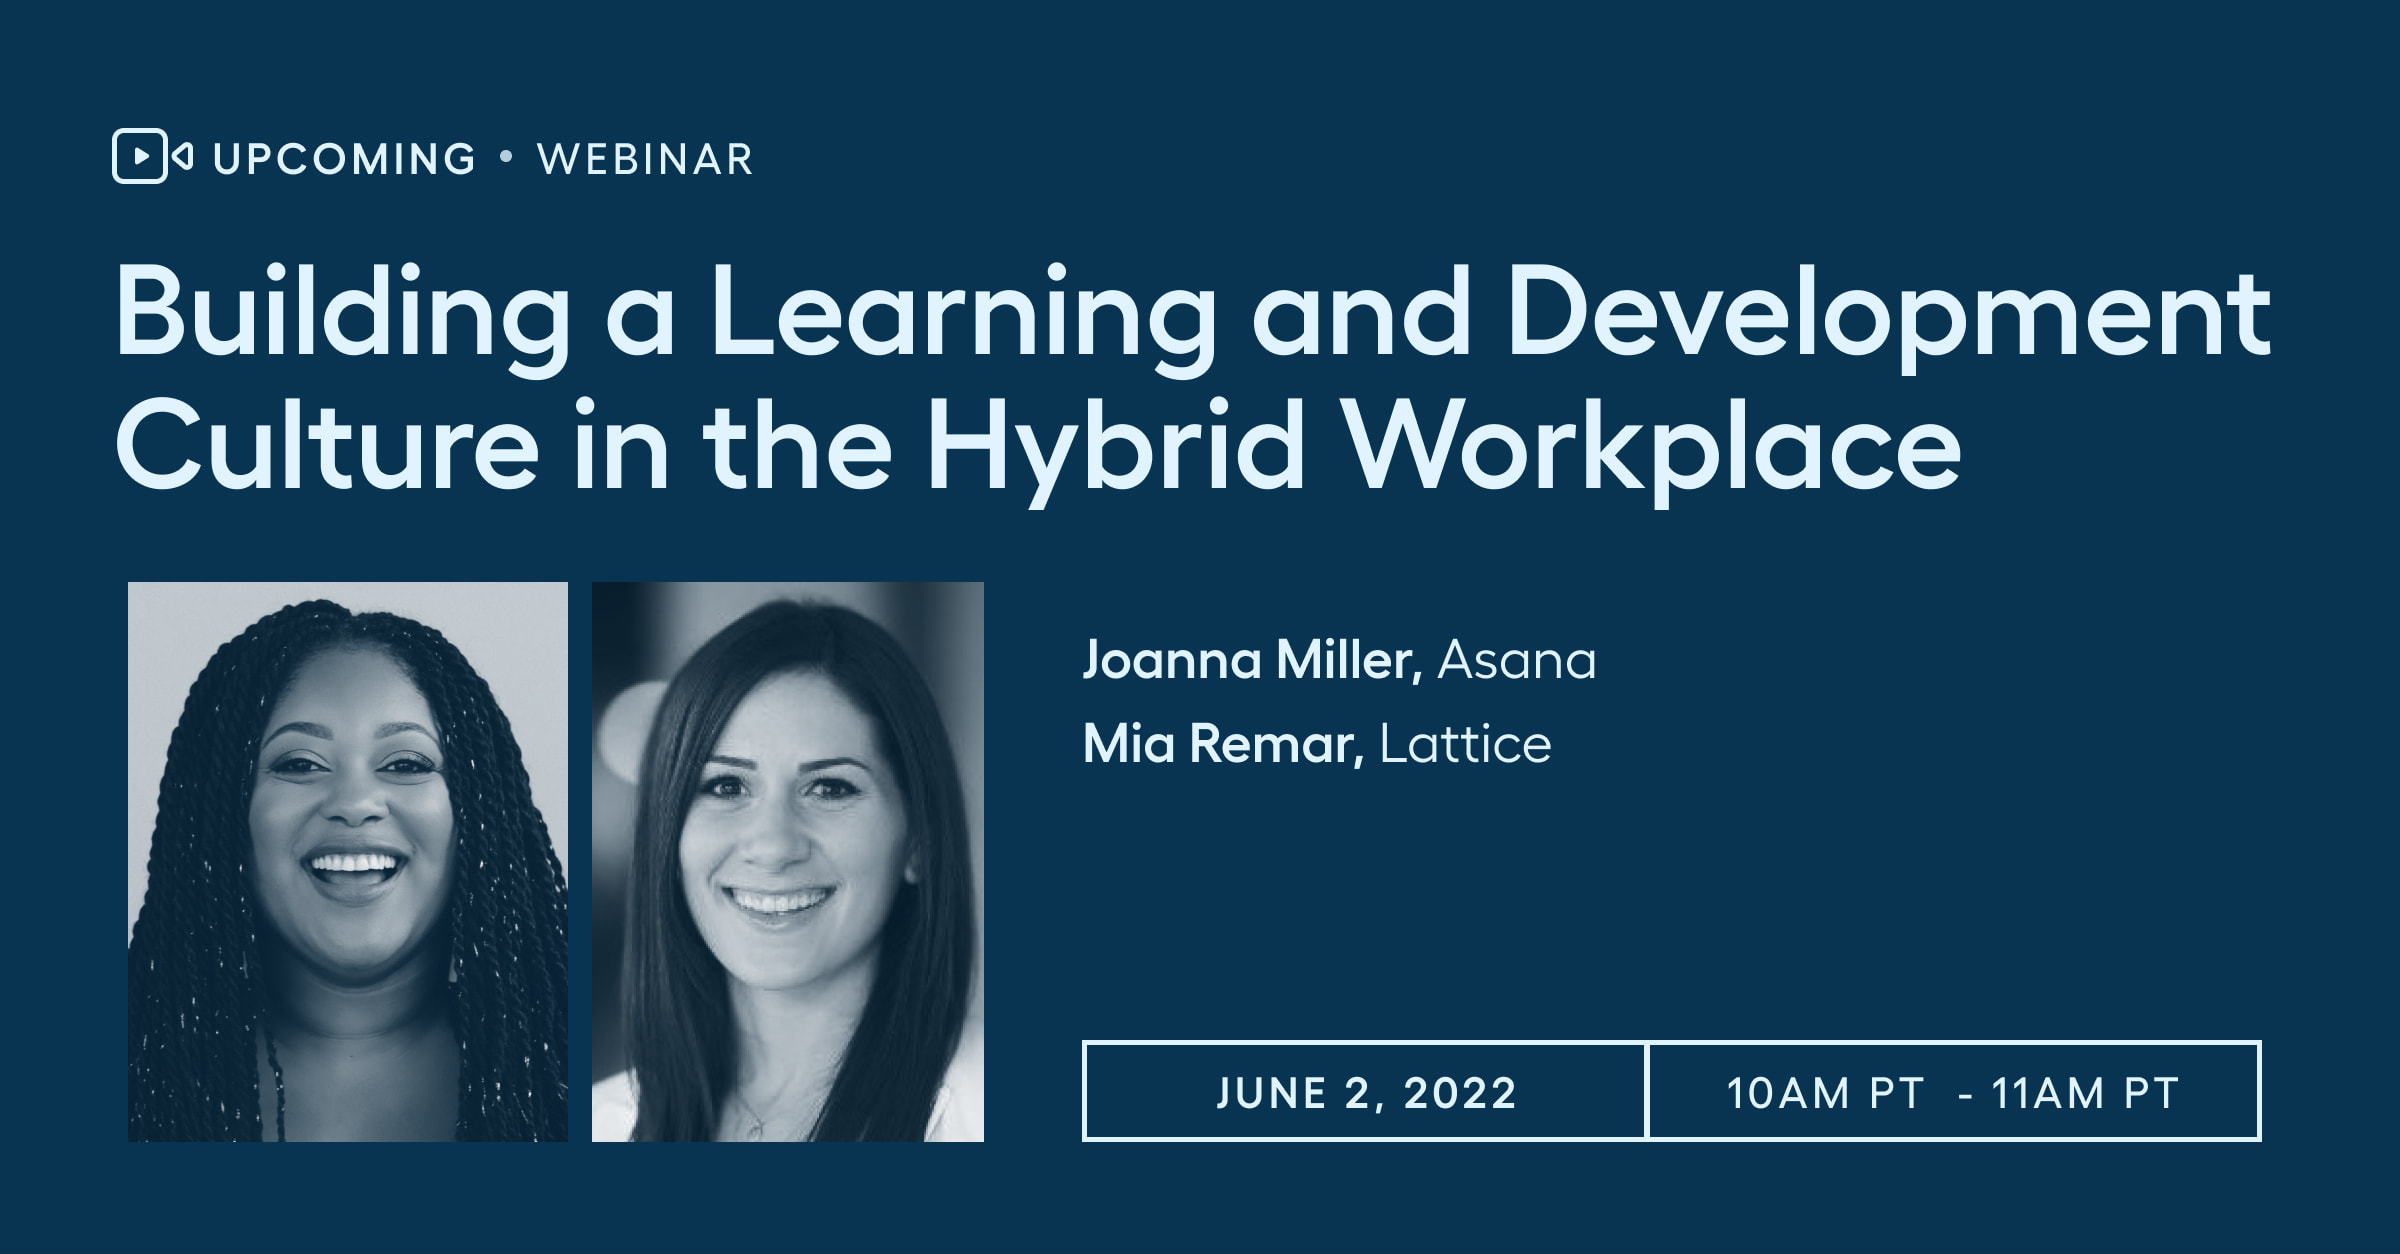 UPCOMING • WEBINAR
Building a Learning and Development
Culture in the Hybrid Workplace
Joanna Miller, Asana
Mia Remar, Lattice
JUNE 2, 2022
10AM PT - 11AM PT